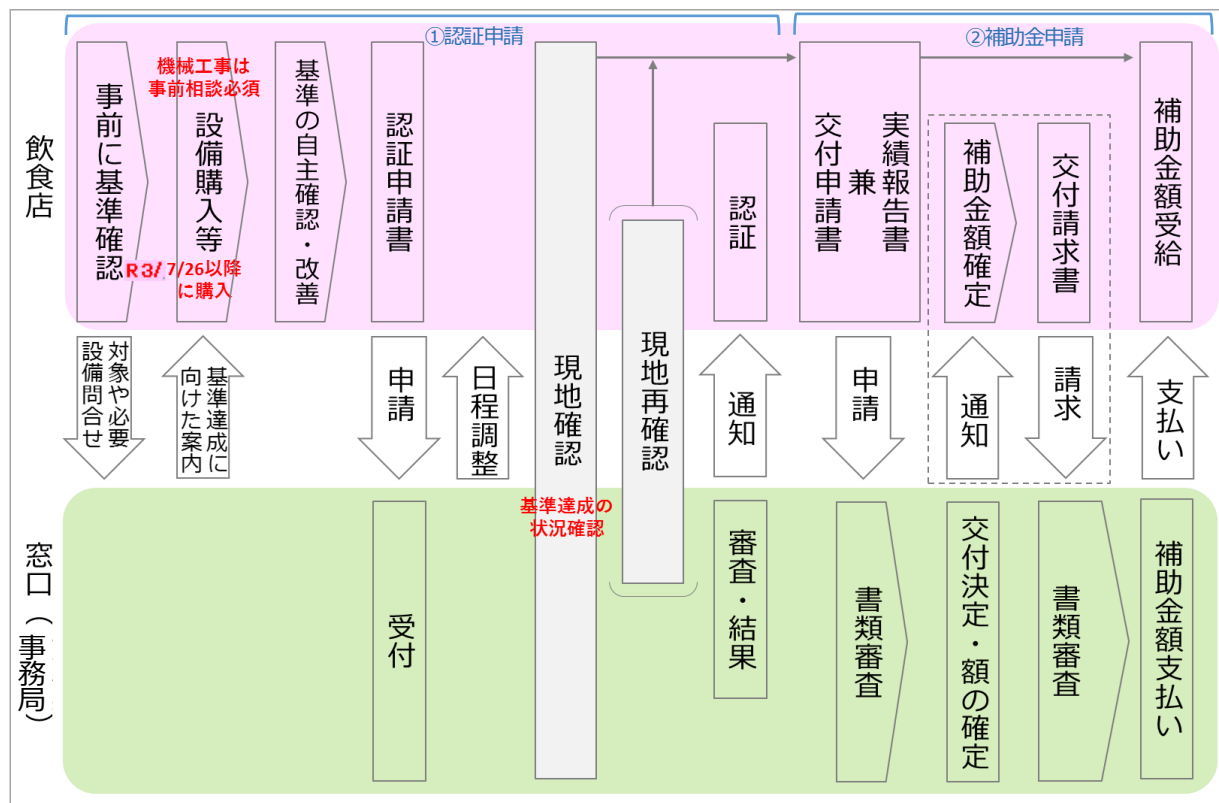 ①認証申請
②補助金申請
飲食店
事前に基準確認
機械工事は
事前相談必須
設備購入等
R3/7/26以降
に購入
基準の自主確認・改善
認証申請書
認証
実績報告書
兼
交付申請書
補助金額確定
交付請求書
補助金額受給
対象や必要
設備問合せ
基準達成に
向けた案内
申請
日程調整
現地確認
基準達成の
状況確認
現地再確認
通知
申請
通知
請求
支払い
窓口（事務局）
受付
審査・結果
書類審査
交付決定・額の確定
書類審査
補助金額支払い